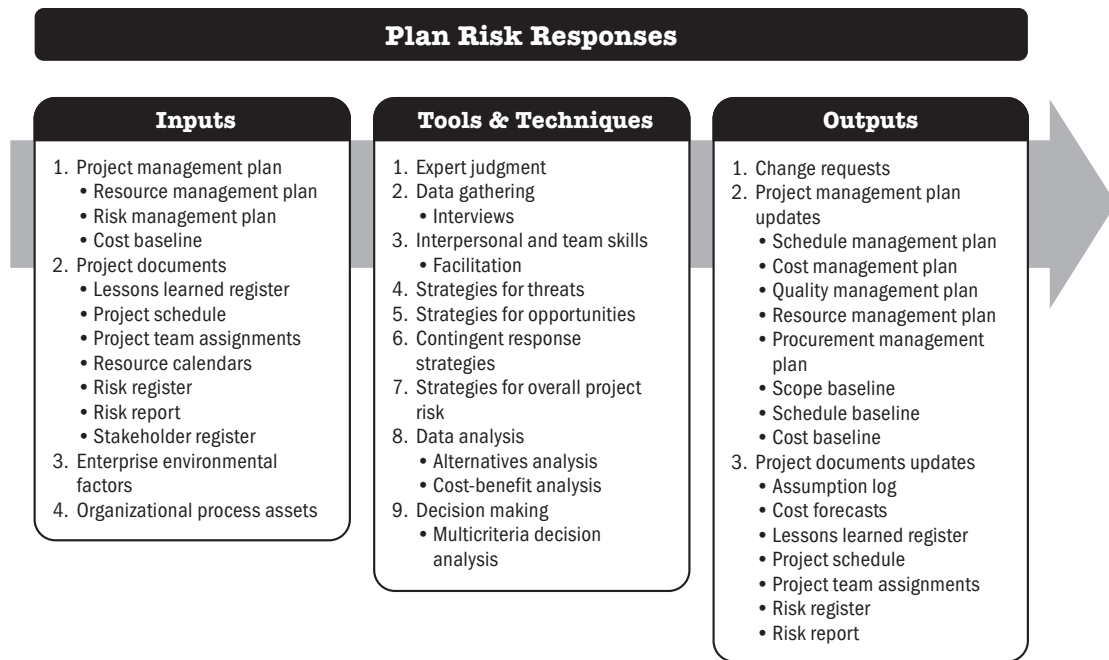 Plan Risk Responses
Inputs
1. Project management plan
• Resource management plan
• Risk management plan
• Cost baseline
2. Project documents
• Lessons learned register
• Project schedule
• Project team assignments
• Resource calendars
• Risk register
• Risk report
• Stakeholder register
3. Enterprise environmental
factors
4. Organizational process assets
Tools & Techniques
1. Expert judgment
2. Data gathering
• Interviews
3. Interpersonal and team skills
• Facilitation
4. Strategies for threats
5. Strategies for opportunities
6. Contingent response
strategies
7. Strategies for overall project
risk
8. Data analysis
• Alternatives analysis
• Cost-benefit analysis
9. Decision making
• Multicriteria decision
analysis
Outputs
1. Change requests
2. Project management plan
updates
• Schedule management plan
• Cost management plan
• Quality management plan
• Resource management plan
• Procurement management
plan
• Scope baseline
• Schedule baseline
• Cost baseline
3. Project documents updates
• Assumption log
• Cost forecasts
• Lessons learned register
• Project schedule
• Project team assignments
• Risk register
• Risk report